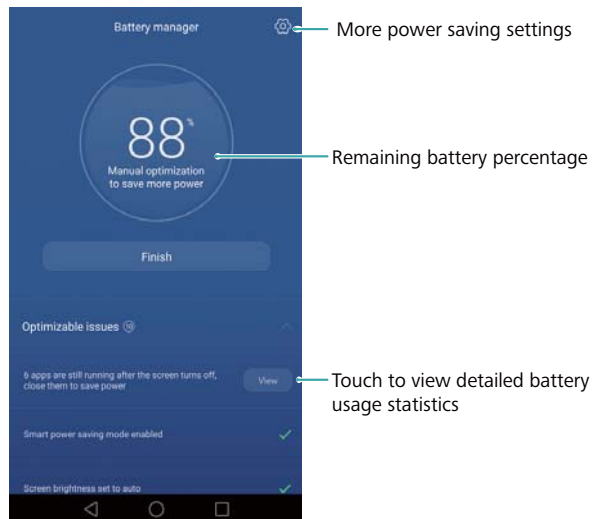 Battery manager
More power saving settings
88%
Manual optimization
to save more power
Remaining battery percentage
Finish
Optimizable issues
6 apps are still running after the screen turns off,
close them to save power
View
Touch to view detailed battery
usage statistics
Smart power saving mode enabled
Screen brightness set to auto